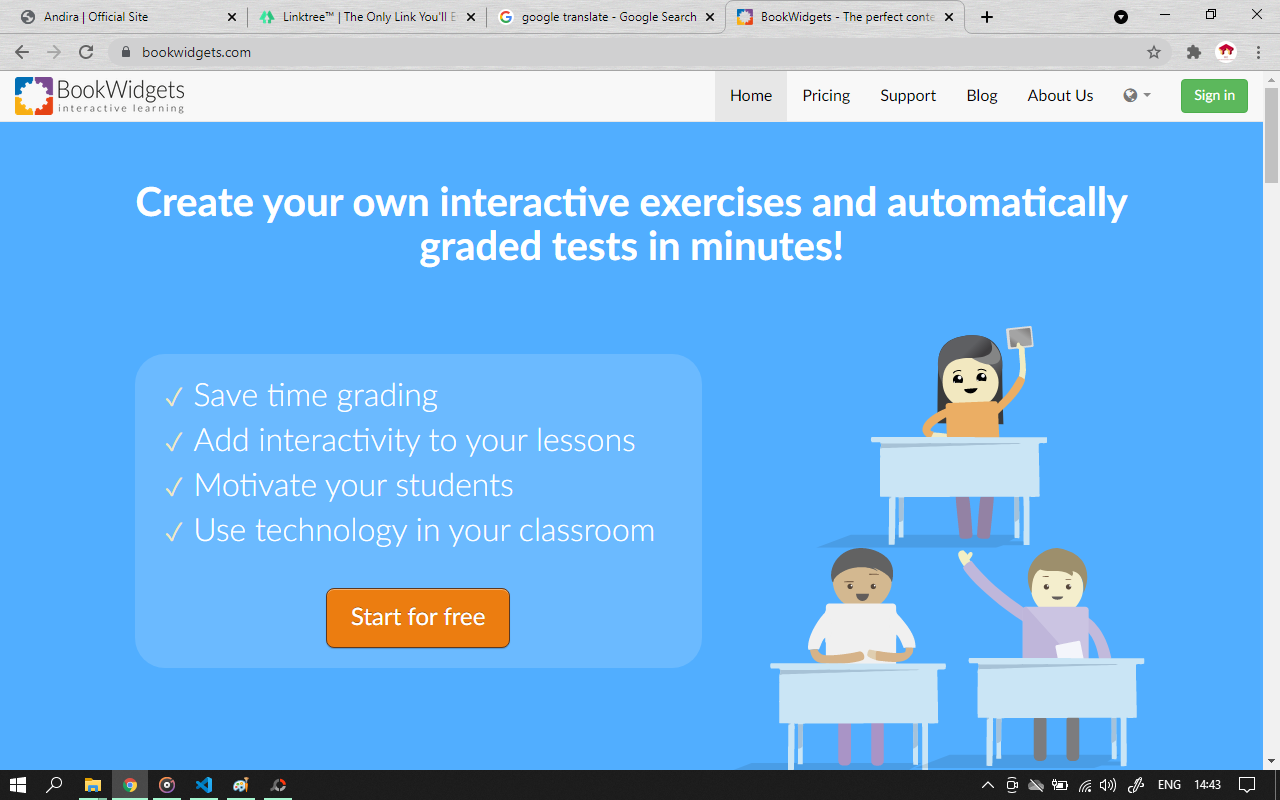 Andira | Official Site
Linktree™ | The Only Link You'll E
google translate - Google Search
BookWidgets - The perfect conte
bookwidgets.com
BookWidgets
interactive learning
Home
Pricing
Support
Blog
About Us
Sign in
Create your own interactive exercises and automatically
graded tests in minutes!
✓ Save time grading
✓ Add interactivity to your lessons
✓ Motivate your students
✓ Use technology in your classroom
Start for free
ENG
14:43